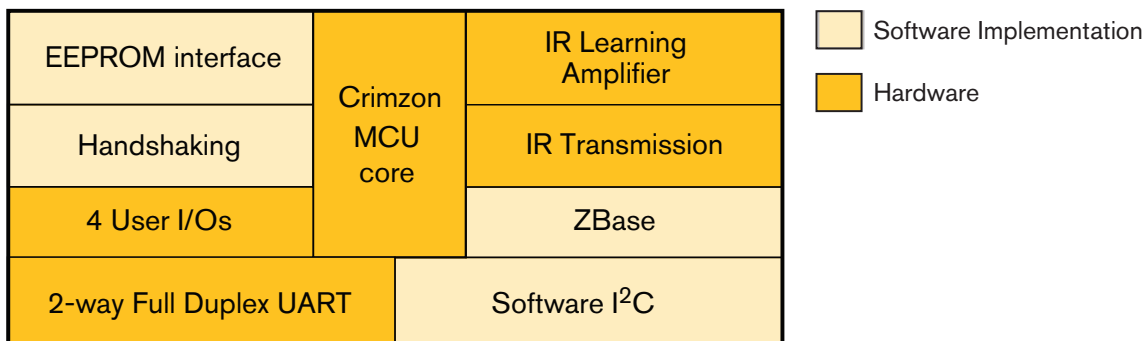 EEPROM interface
Handshaking
4 User I/Os
Crimzon
MCU
core
IR Learning
Amplifier
IR Transmission
ZBase
2-way Full Duplex UART
Software I²C
Software Implementation
Hardware